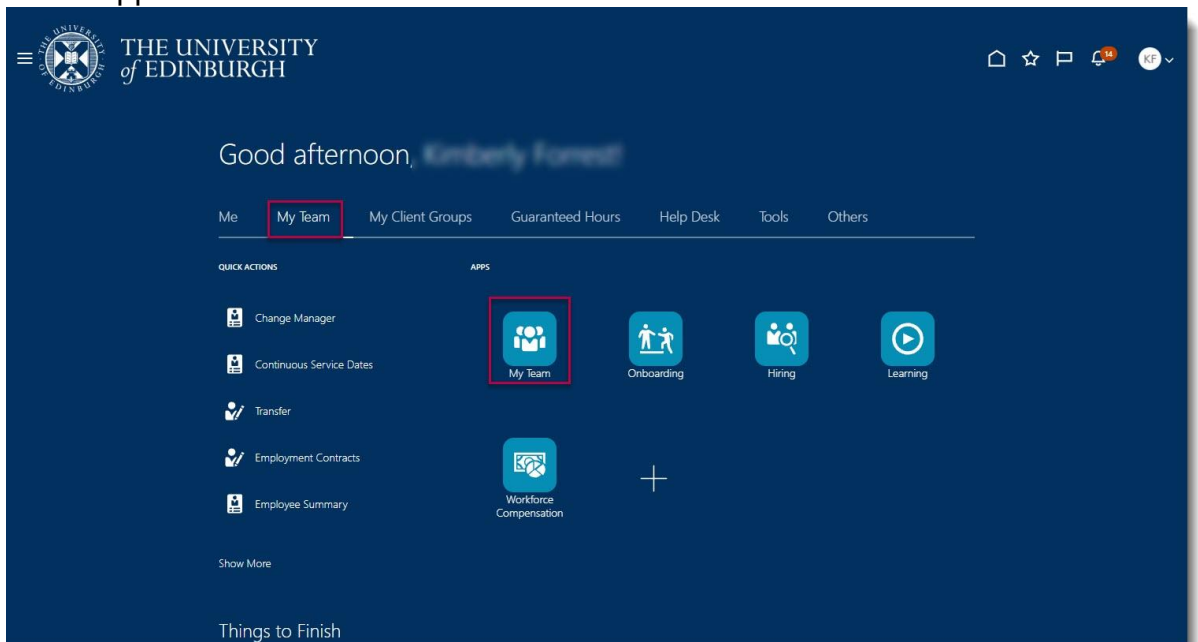 THE UNIVERSITY
of EDINBURGH
14
KF
Good afternoon,
Me My Team My Client Groups Guaranteed Hours Help Desk Tools Others
QUICK ACTIONS
Change Manager
Continuous Service Dates
Transfer
Employment Contracts
Employee Summary
Show More
APPS
My Team
Onboarding
Hiring
Learning
Workforce
Compensation
Things to Finish